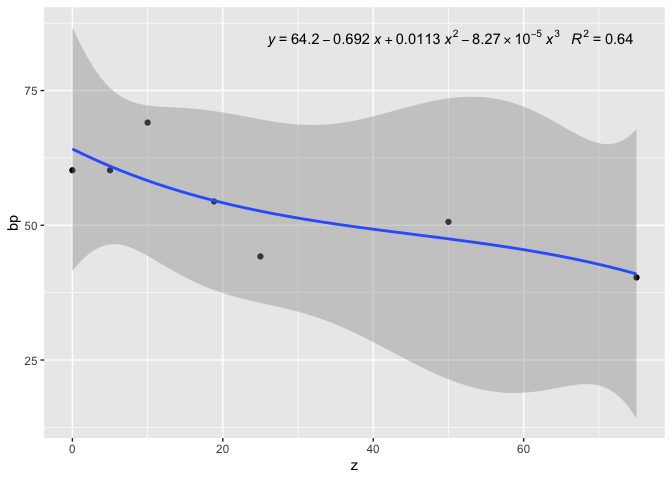 y = 64.2 − 0.692 x + 0.0113 x² − 8.27 × 10⁻⁵ x³   R² = 0.64
75
50
25
bp
0 20 40 60
z